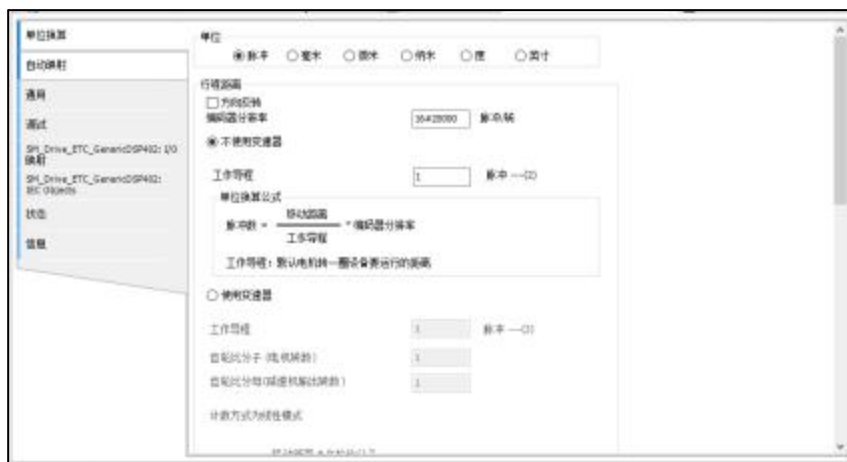 单位换算
自动映射
通用
调试
SM_Drive_ETC_GenericDSP402: I/O
映射
SM_Drive_ETC_GenericDSP402:
IEC Objects
状态
信息
单位
脉冲 毫米 微米 纳米 度 英寸
行程距离
方向反转
编码器分辨率 16#20000 脉冲/转
不使用变速器
工作导程 1 脉冲 ---(2)
单位换算公式
脉冲数 = 移动距离 / 工作导程 * 编码器分辨率
工作导程：默认电机转一圈设备要运行的距离
使用变速器
工作导程 1 脉冲 ---(2)
齿轮比分子(电机转数) 1
齿轮比分母(减速机输出转数) 1
计数方式为线性模式